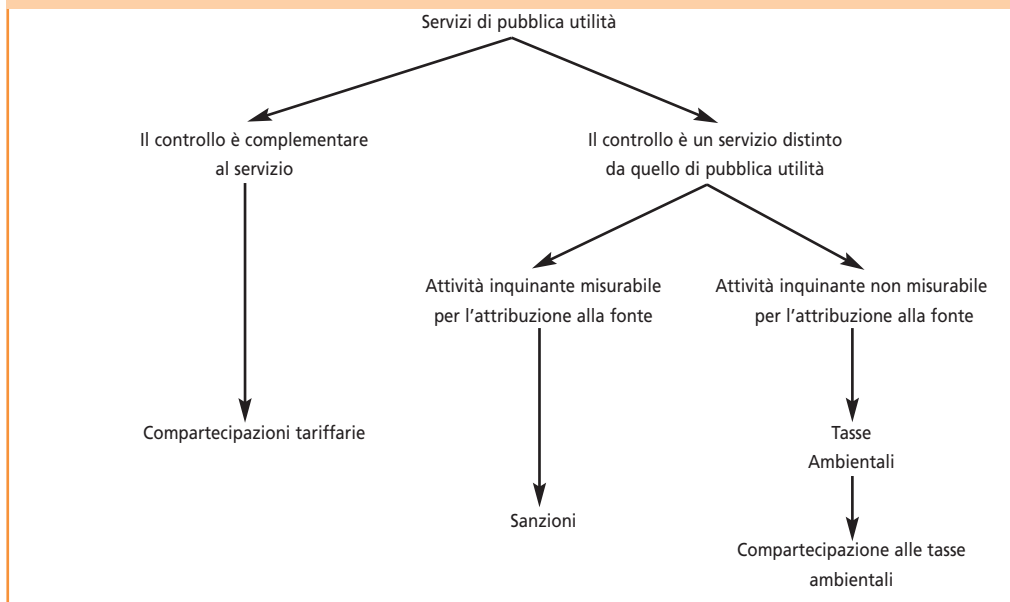 Servizi di pubblica utilità
Il controllo è complementare
al servizio
Il controllo è un servizio distinto
da quello di pubblica utilità
Attività inquinante misurabile
per l'attribuzione alla fonte
Attività inquinante non misurabile
per l'attribuzione alla fonte
Compartecipazioni tariffarie
Tasse
Ambientali
Sanzioni
Compartecipazione alle tasse
ambientali